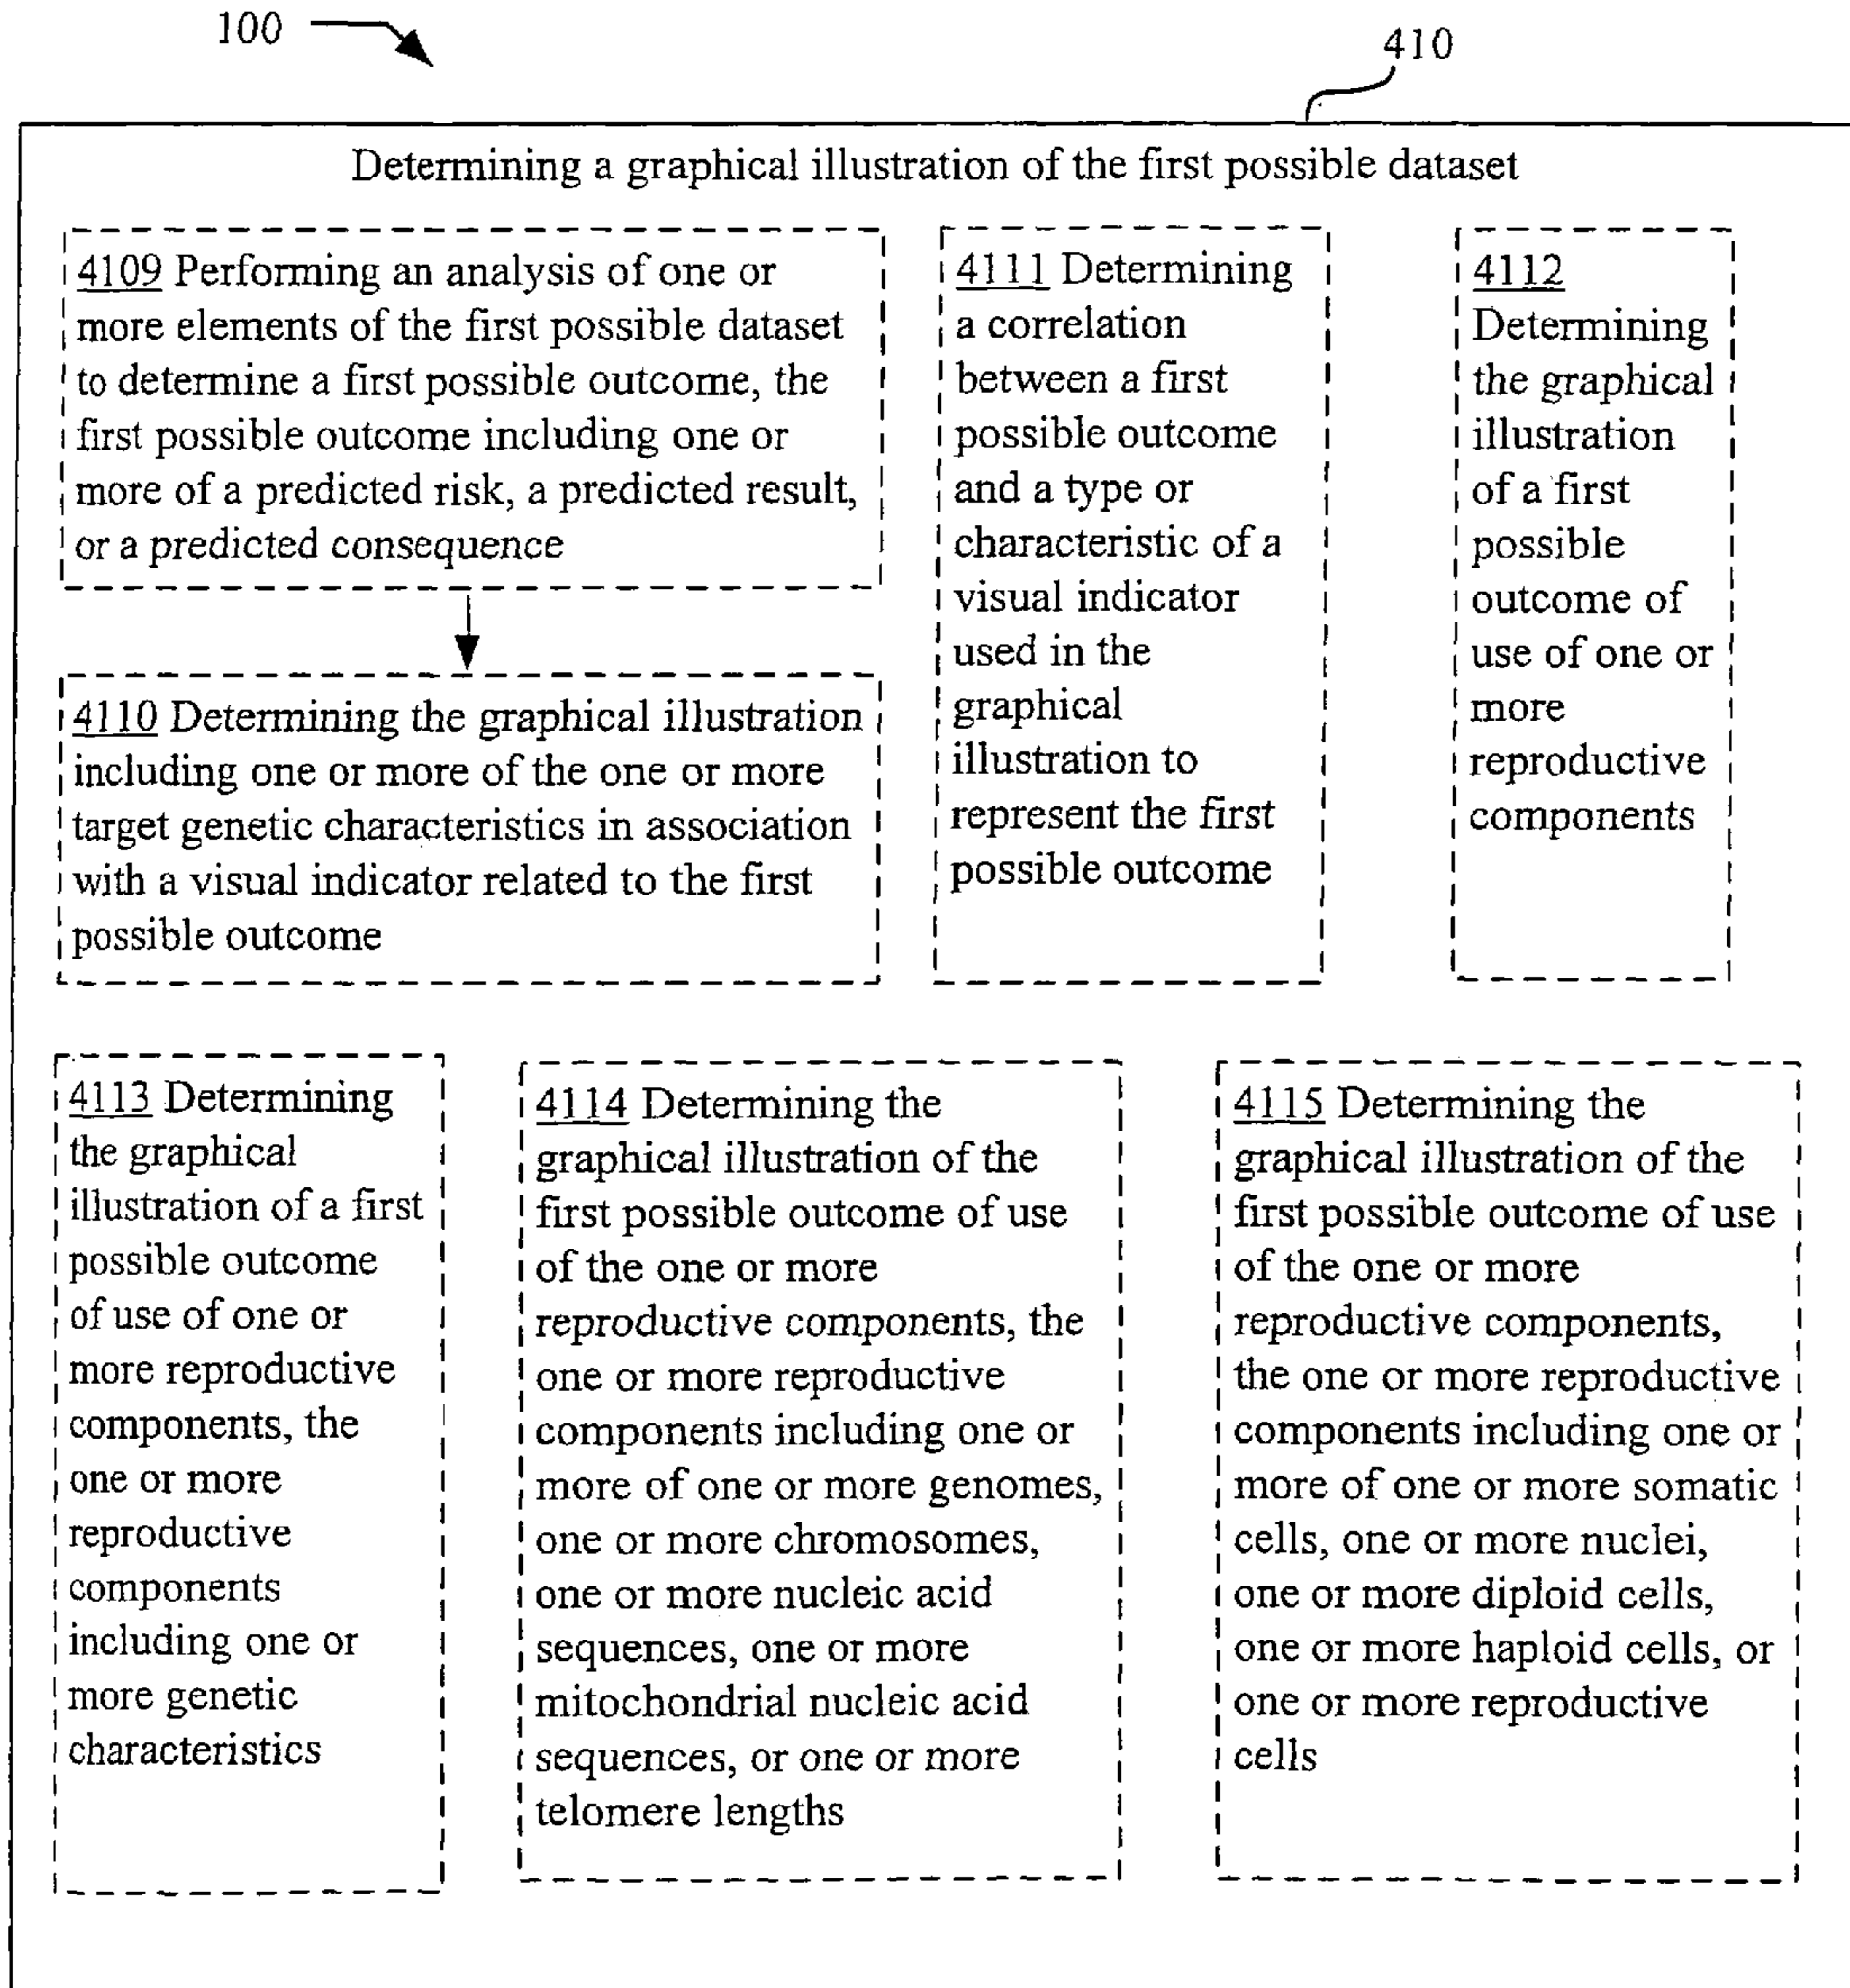 100
410
Determining a graphical illustration of the first possible dataset
4109 Performing an analysis of one or
more elements of the first possible dataset
to determine a first possible outcome, the
first possible outcome including one or
more of a predicted risk, a predicted result,
or a predicted consequence
4110 Determining the graphical illustration
including one or more of the one or more
target genetic characteristics in association
with a visual indicator related to the first
possible outcome
4111 Determining
a correlation
between a first
possible outcome
and a type or
characteristic of a
visual indicator
used in the
graphical
illustration to
represent the first
possible outcome
4112
Determining
the graphical
illustration
of a first
possible
outcome of
use of one or
more
reproductive
components
4113 Determining
the graphical
illustration of a first
possible outcome
of use of one or
more reproductive
components, the
one or more
reproductive
components
including one or
more genetic
characteristics
4114 Determining the
graphical illustration of the
first possible outcome of use
of the one or more
reproductive components, the
one or more reproductive
components including one or
more of one or more genomes,
one or more chromosomes,
one or more nucleic acid
sequences, one or more
mitochondrial nucleic acid
sequences, or one or more
telomere lengths
4115 Determining the
graphical illustration of the
first possible outcome of use
of the one or more
reproductive components,
the one or more reproductive
components including one or
more of one or more somatic
cells, one or more nuclei,
one or more diploid cells,
one or more haploid cells, or
one or more reproductive
cells